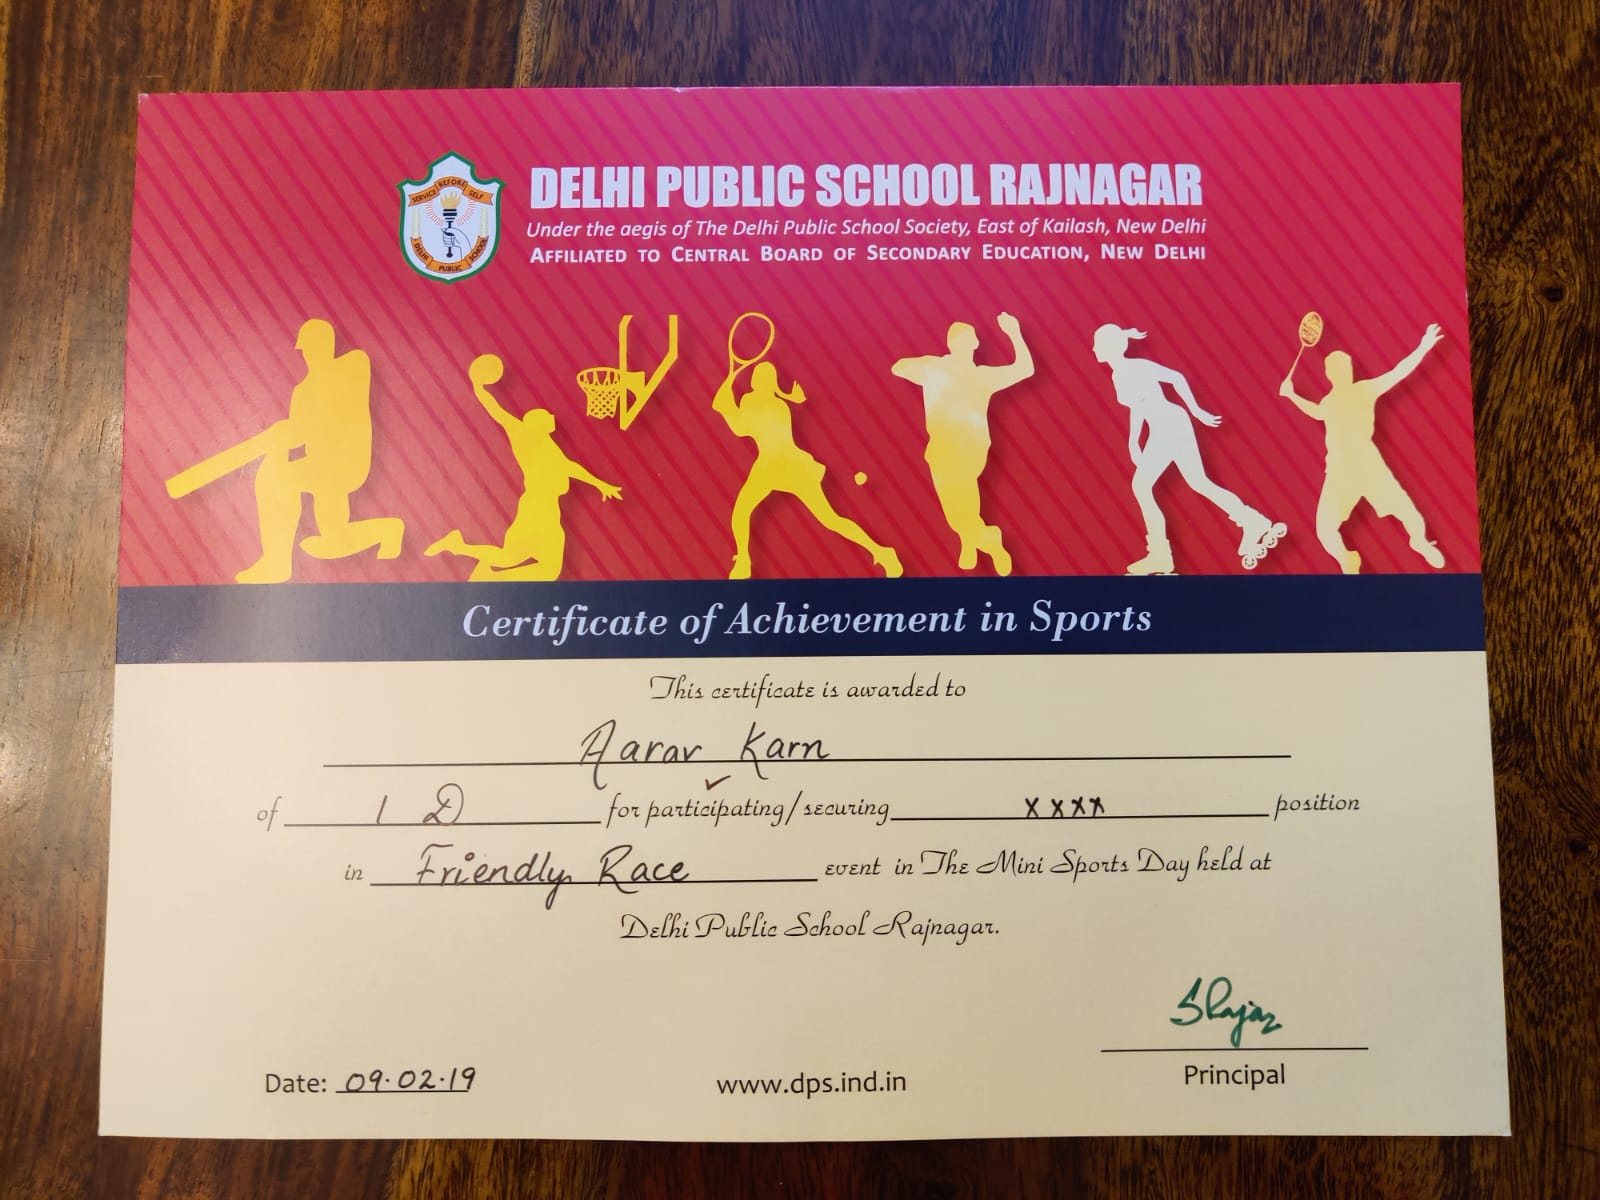 SERVICE BEFORE SELF
DELHI PUBLIC SCHOOL
DELHI PUBLIC SCHOOL RAJNAGAR
Under the aegis of The Delhi Public School Society, East of Kailash, New Delhi
AFFILIATED TO CENTRAL BOARD OF SECONDARY EDUCATION, NEW DELHI
Certificate of Achievement in Sports
This certificate is awarded to
Aarav Karn
of I D for participating/securing xxxx position
in Friendly Race event in The Mini Sports Day held at
Delhi Public School Rajnagar.
Date: 09.02.19
www.dps.ind.in
Principal